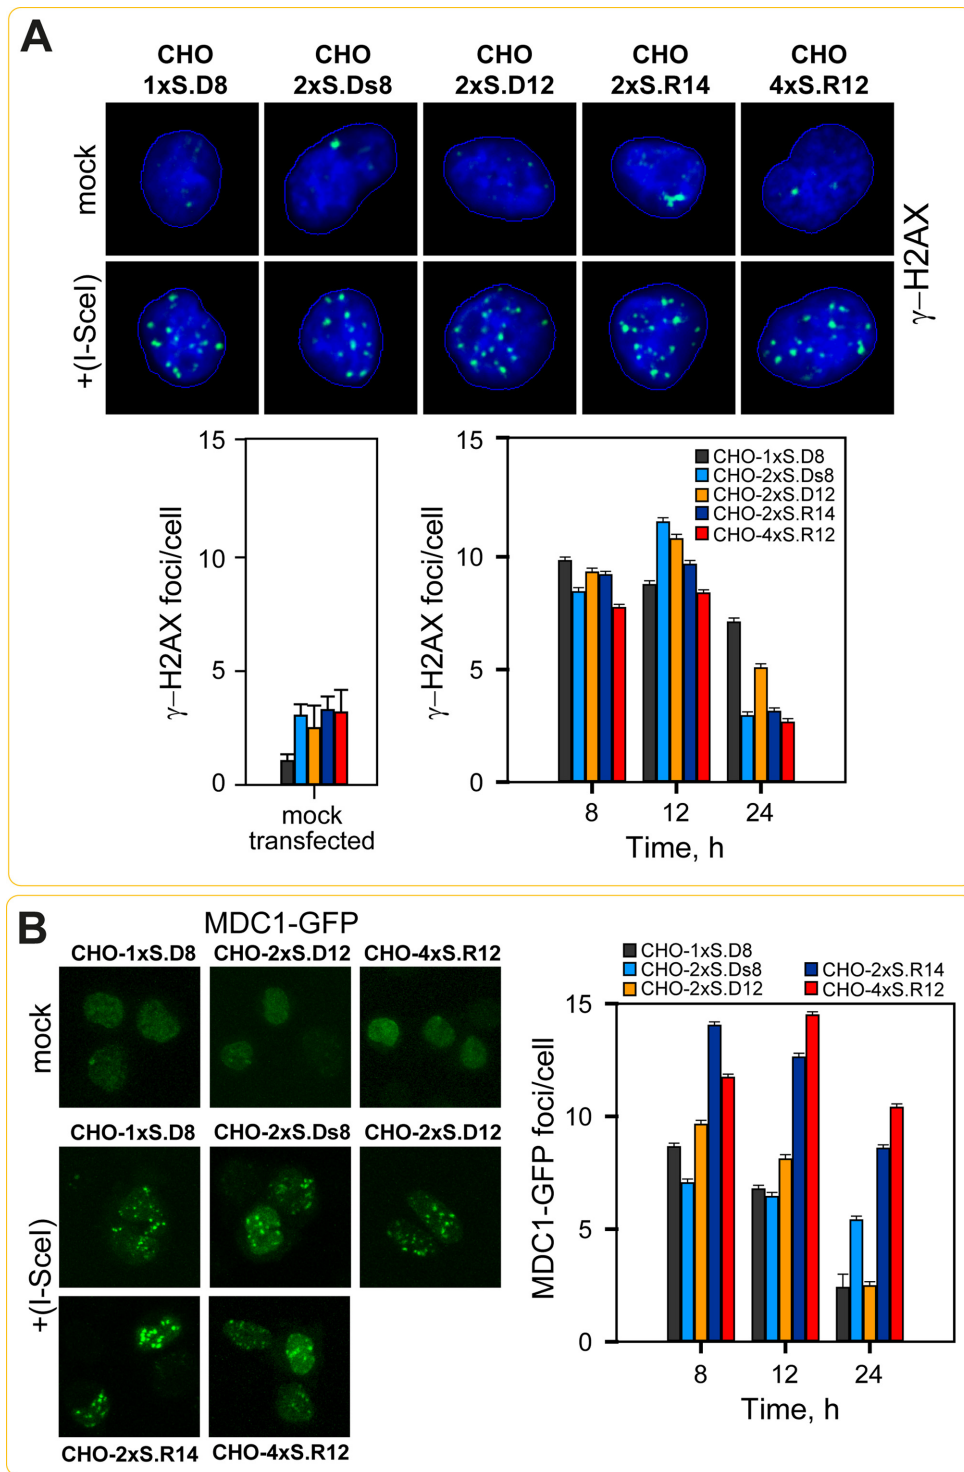 A
CHO
1xS.D8
CHO
2xS.Ds8
CHO
2xS.D12
CHO
2xS.R14
CHO
4xS.R12
mock
+(I-SceI)
γ–H2AX
15
10
5
0
γ–H2AX foci/cell
mock
transfected
15
10
5
0
γ–H2AX foci/cell
CHO-1xS.D8
CHO-2xS.Ds8
CHO-2xS.D12
CHO-2xS.R14
CHO-4xS.R12
8 12 24
Time, h
B
MDC1-GFP
CHO-1xS.D8 CHO-2xS.D12 CHO-4xS.R12
mock
CHO-1xS.D8 CHO-2xS.Ds8 CHO-2xS.D12
+(I-SceI)
CHO-2xS.R14 CHO-4xS.R12
CHO-1xS.D8
CHO-2xS.Ds8
CHO-2xS.D12
CHO-2xS.R14
CHO-4xS.R12
15
10
5
0
MDC1-GFP foci/cell
8 12 24
Time, h